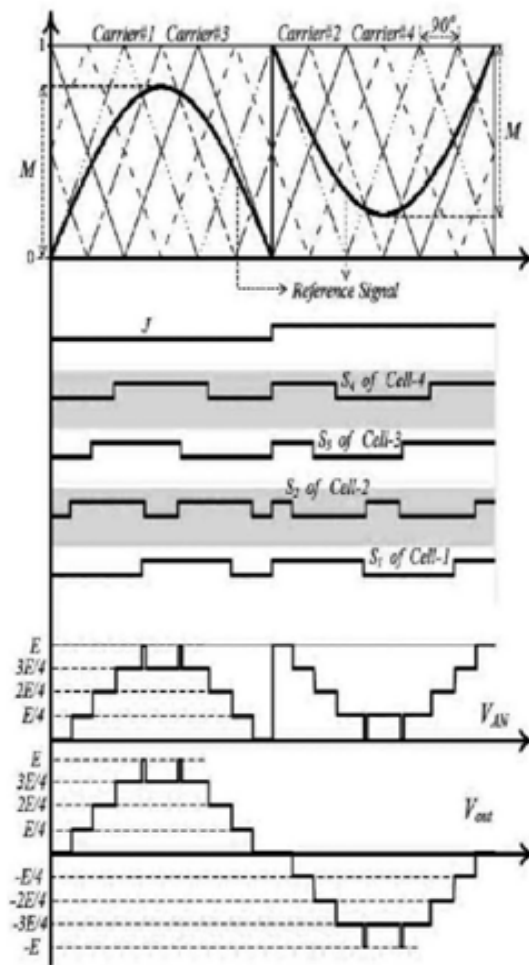 Carrier#1 Carrier#3 Carrier#2 Carrier#4 90°
1
M
M
0
Reference Signal
J
S4 of Cell-4
S3 of Cell-3
S2 of Cell-2
S1 of Cell-1
E
3E/4
2E/4
E/4
VAN
E
3E/4
2E/4
E/4
Vout
-E/4
-2E/4
-3E/4
-E